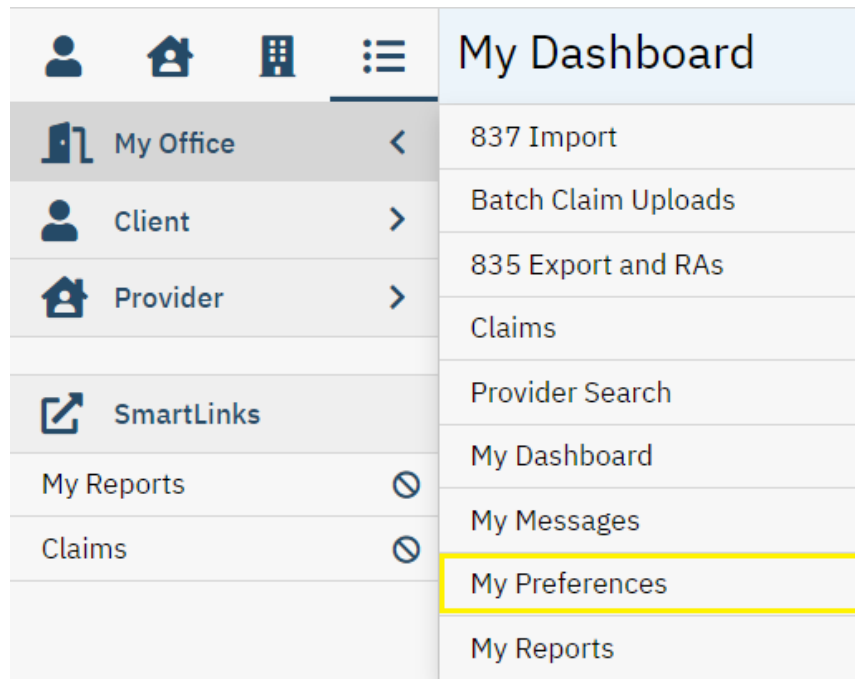 My Dashboard
My Office
Client
Provider
SmartLinks
My Reports
Claims
837 Import
Batch Claim Uploads
835 Export and RAs
Claims
Provider Search
My Dashboard
My Messages
My Preferences
My Reports